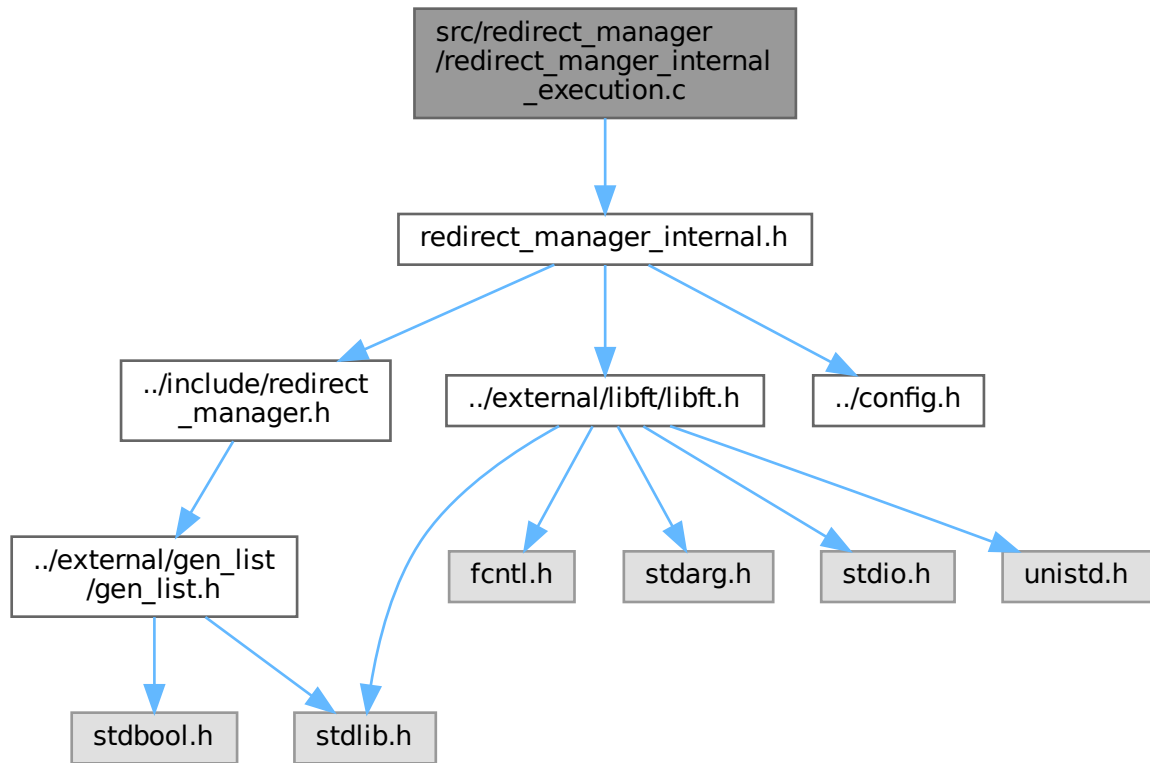 src/redirect_manager
/redirect_manger_internal
_execution.c
redirect_manager_internal.h
../include/redirect
_manager.h
../external/libft/libft.h
../config.h
../external/gen_list
/gen_list.h
fcntl.h
stdarg.h
stdio.h
unistd.h
stdbool.h
stdlib.h